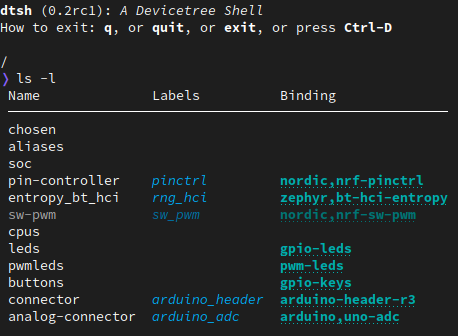 dtsh (0.2rc1): A Devicetree Shell
How to exit: q, or quit, or exit, or press Ctrl-D
/
❯ ls -l
Name Labels Binding
chosen
aliases
soc
pin-controller pinctrl nordic,nrf-pinctrl
entropy_bt_hci rng_hci zephyr,bt-hci-entropy
sw-pwm sw_pwm nordic,nrf-sw-pwm
cpus
leds gpio-leds
pwmleds pwm-leds
buttons gpio-keys
connector arduino_header arduino-header-r3
analog-connector arduino_adc arduino,uno-adc